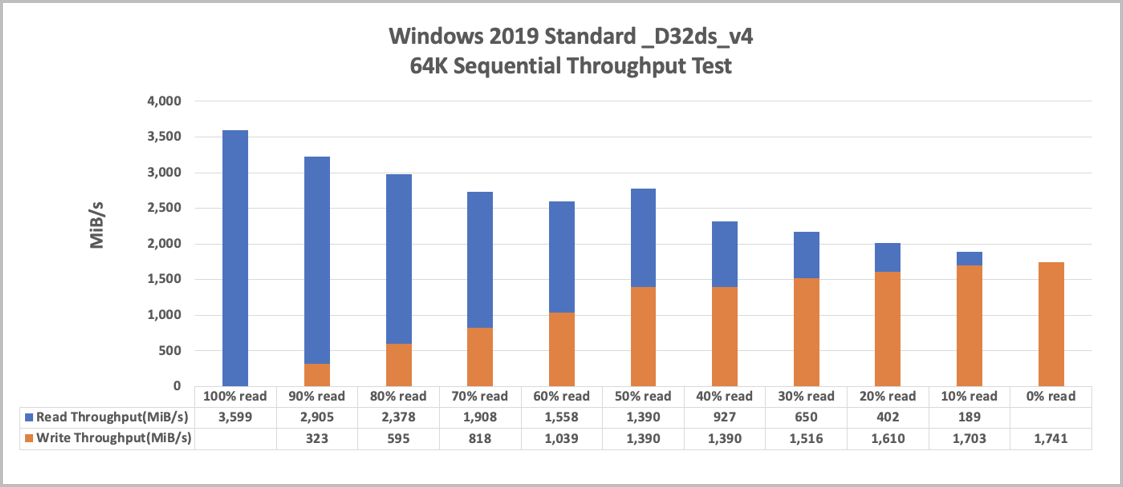 Windows 2019 Standard _D32ds_v4
64K Sequential Throughput Test
4,000
3,500
3,000
2,500
2,000
1,500
1,000
500
0
MiB/s
100% read 90% read 80% read 70% read 60% read 50% read 40% read 30% read 20% read 10% read 0% read
Read Throughput(MiB/s) 3,599 2,905 2,378 1,908 1,558 1,390 927 650 402 189
Write Throughput(MiB/s) 323 595 818 1,039 1,390 1,390 1,516 1,610 1,703 1,741